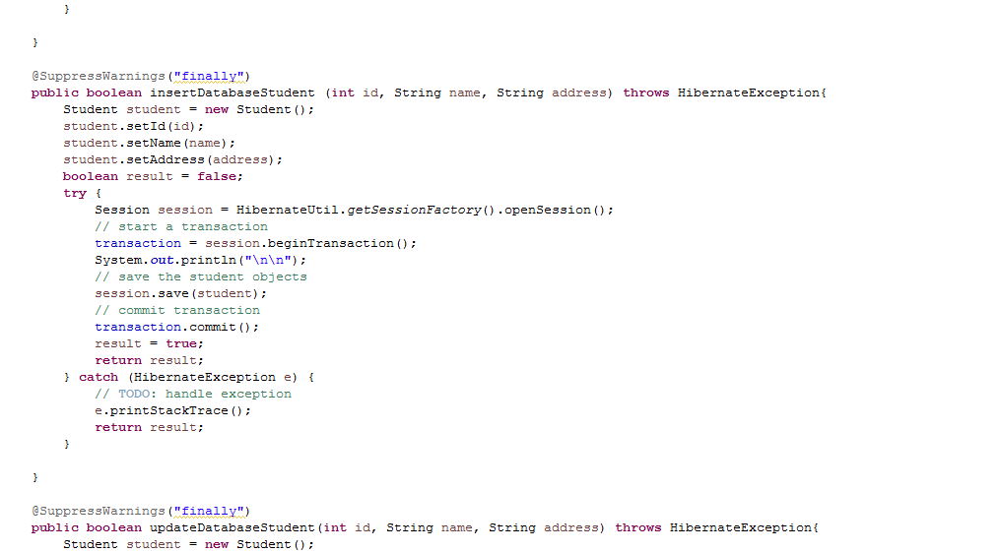 }

}

@SuppressWarnings("finally")
public boolean insertDatabaseStudent (int id, String name, String address) throws HibernateException{
    Student student = new Student();
    student.setId(id);
    student.setName(name);
    student.setAddress(address);
    boolean result = false;
    try {
        Session session = HibernateUtil.getSessionFactory().openSession();
        // start a transaction
        transaction = session.beginTransaction();
        System.out.println("\n\n");
        // save the student objects
        session.save(student);
        // commit transaction
        transaction.commit();
        result = true;
        return result;
    } catch (HibernateException e) {
        // TODO: handle exception
        e.printStackTrace();
        return result;
    }

}

@SuppressWarnings("finally")
public boolean updateDatabaseStudent(int id, String name, String address) throws HibernateException{
    Student student = new Student();